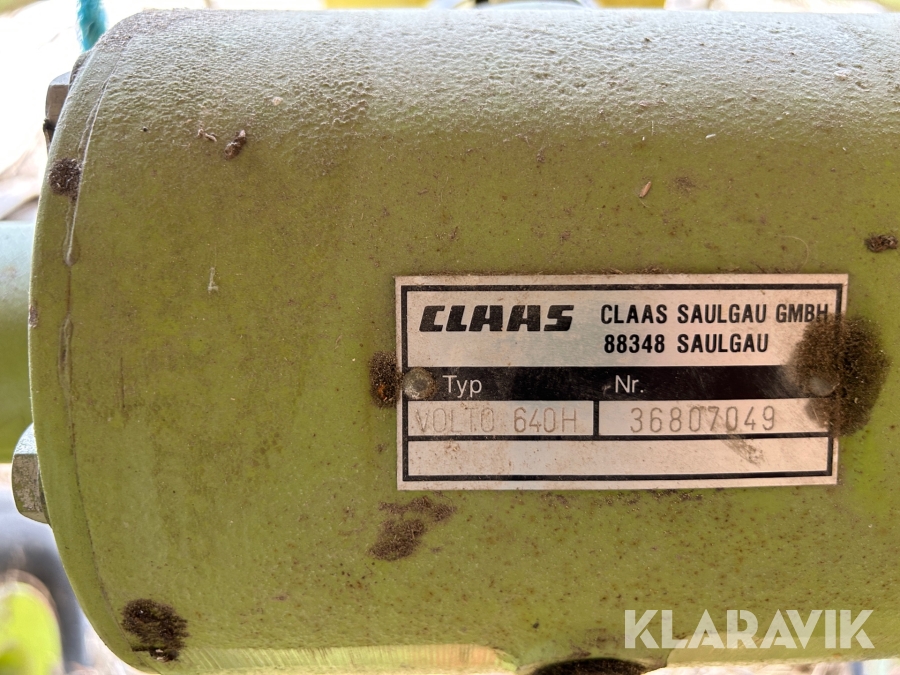 CLAAS CLAAS SAULGAU GMBH
88348 SAULGAU
Typ Nr.
VOLTO 640H 36807049
KLARAVIK